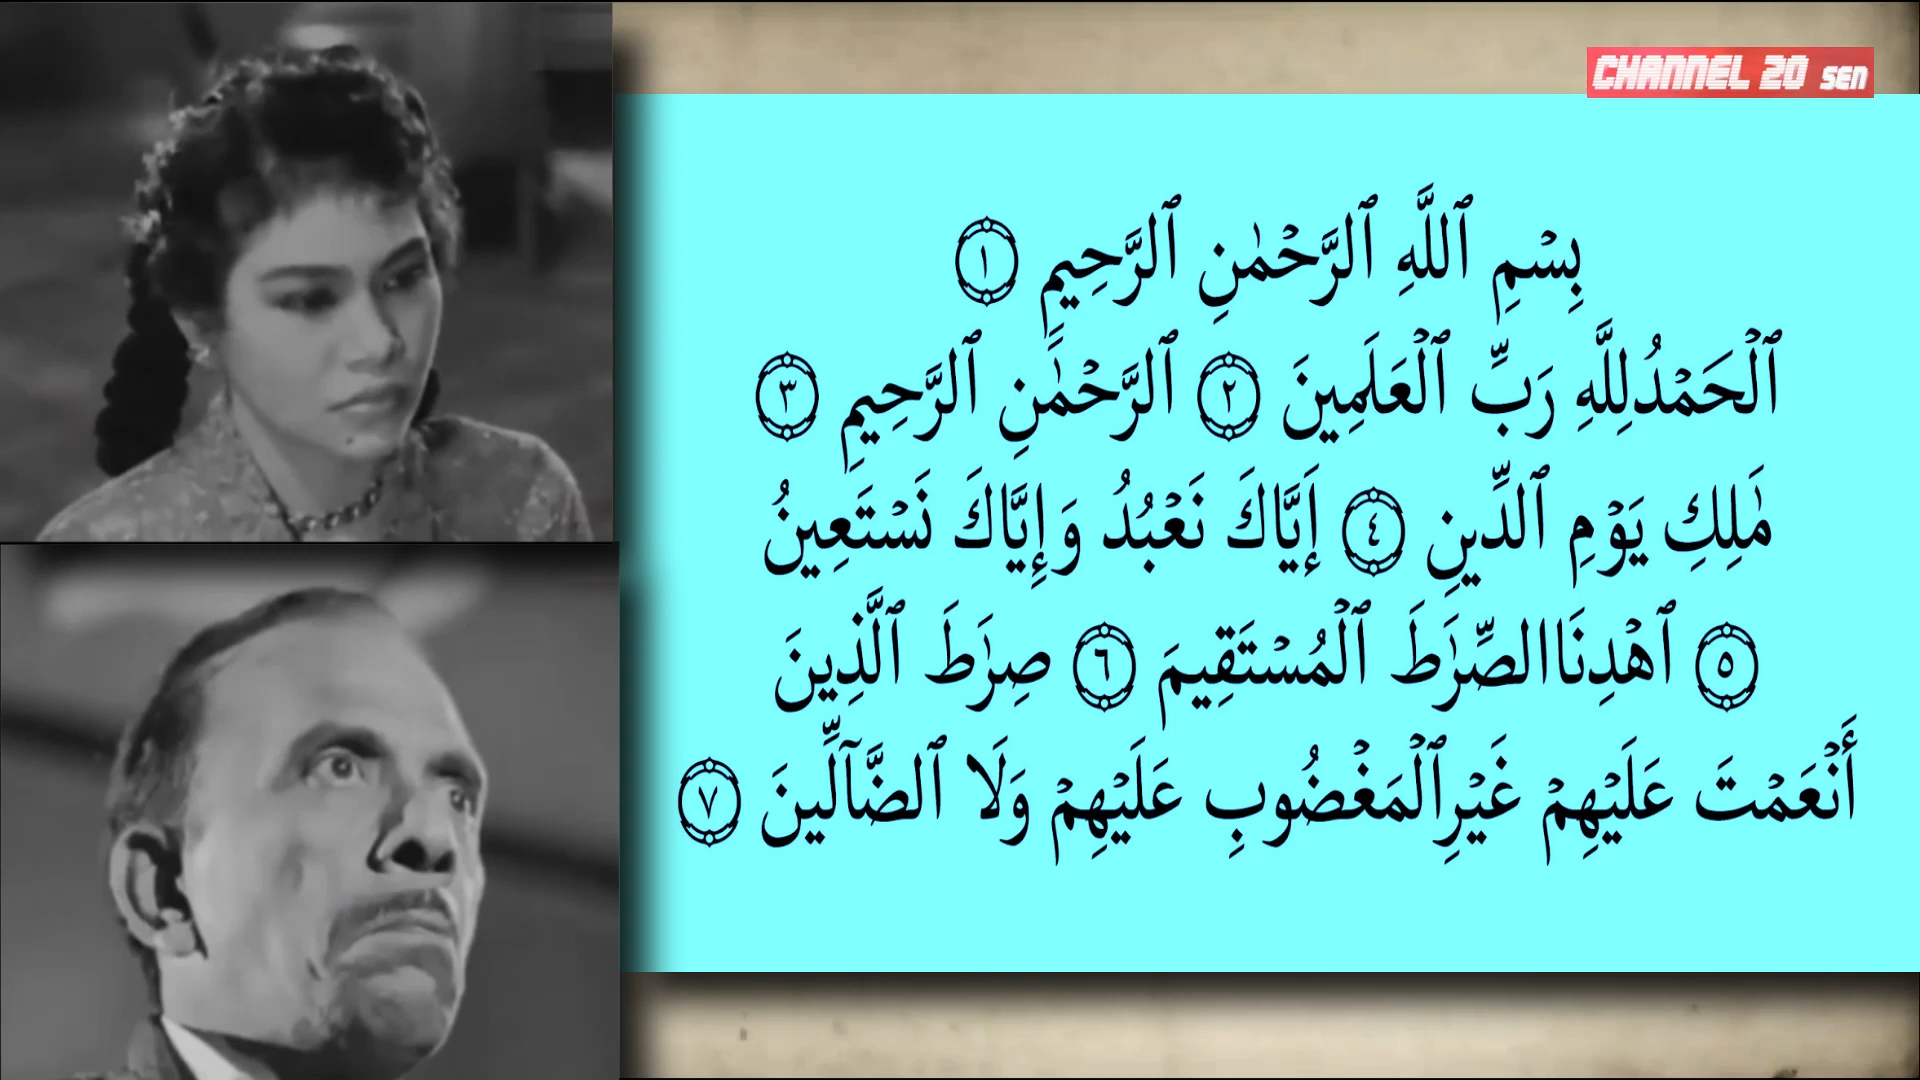 CHANNEL 20 SEN
بِسْمِ ٱللَّهِ ٱلرَّحْمَٰنِ ٱلرَّحِيمِ ١
ٱلْحَمْدُلِلَّهِ رَبِّ ٱلْعَلَمِينَ ٢ ٱلرَّحْمَٰنِ ٱلرَّحِيمِ ٣
مَٰلِكِ يَوْمِ ٱلدِّينِ ٤ إِيَّاكَ نَعْبُدُ وَإِيَّاكَ نَسْتَعِينُ
٥ ٱهْدِنَاالصِّرَٰطَ ٱلْمُسْتَقِيمَ ٦ صِرَٰطَ ٱلَّذِينَ
أَنْعَمْتَ عَلَيْهِمْ غَيْرِٱلْمَغْضُوبِ عَلَيْهِمْ وَلَا ٱلضَّآلِّينَ ٧